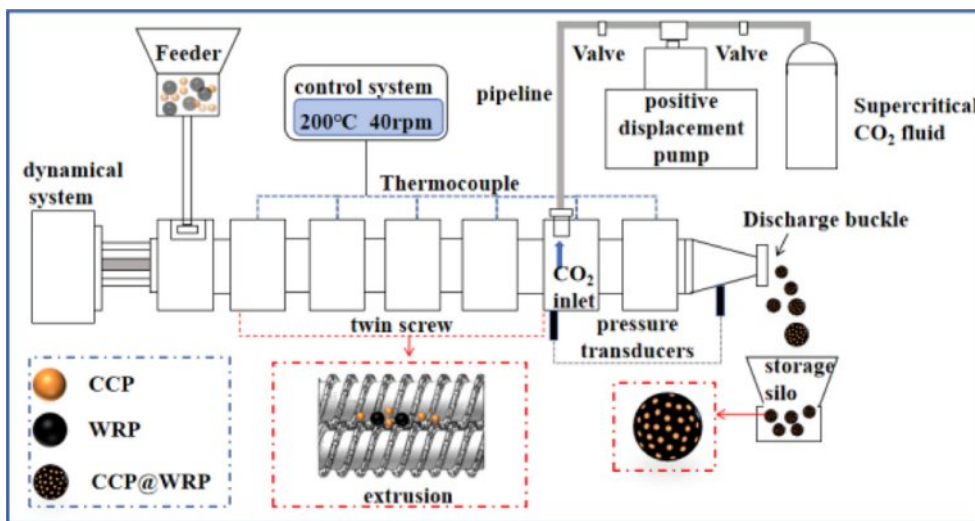 Feeder
control system
200°C 40rpm
Valve
Valve
pipeline
positive
displacement
pump
Supercritical
CO₂ fluid
dynamical
system
Thermocouple
Discharge buckle
CO₂
inlet
twin screw
pressure
transducers
storage
silo
CCP
WRP
CCP@WRP
extrusion